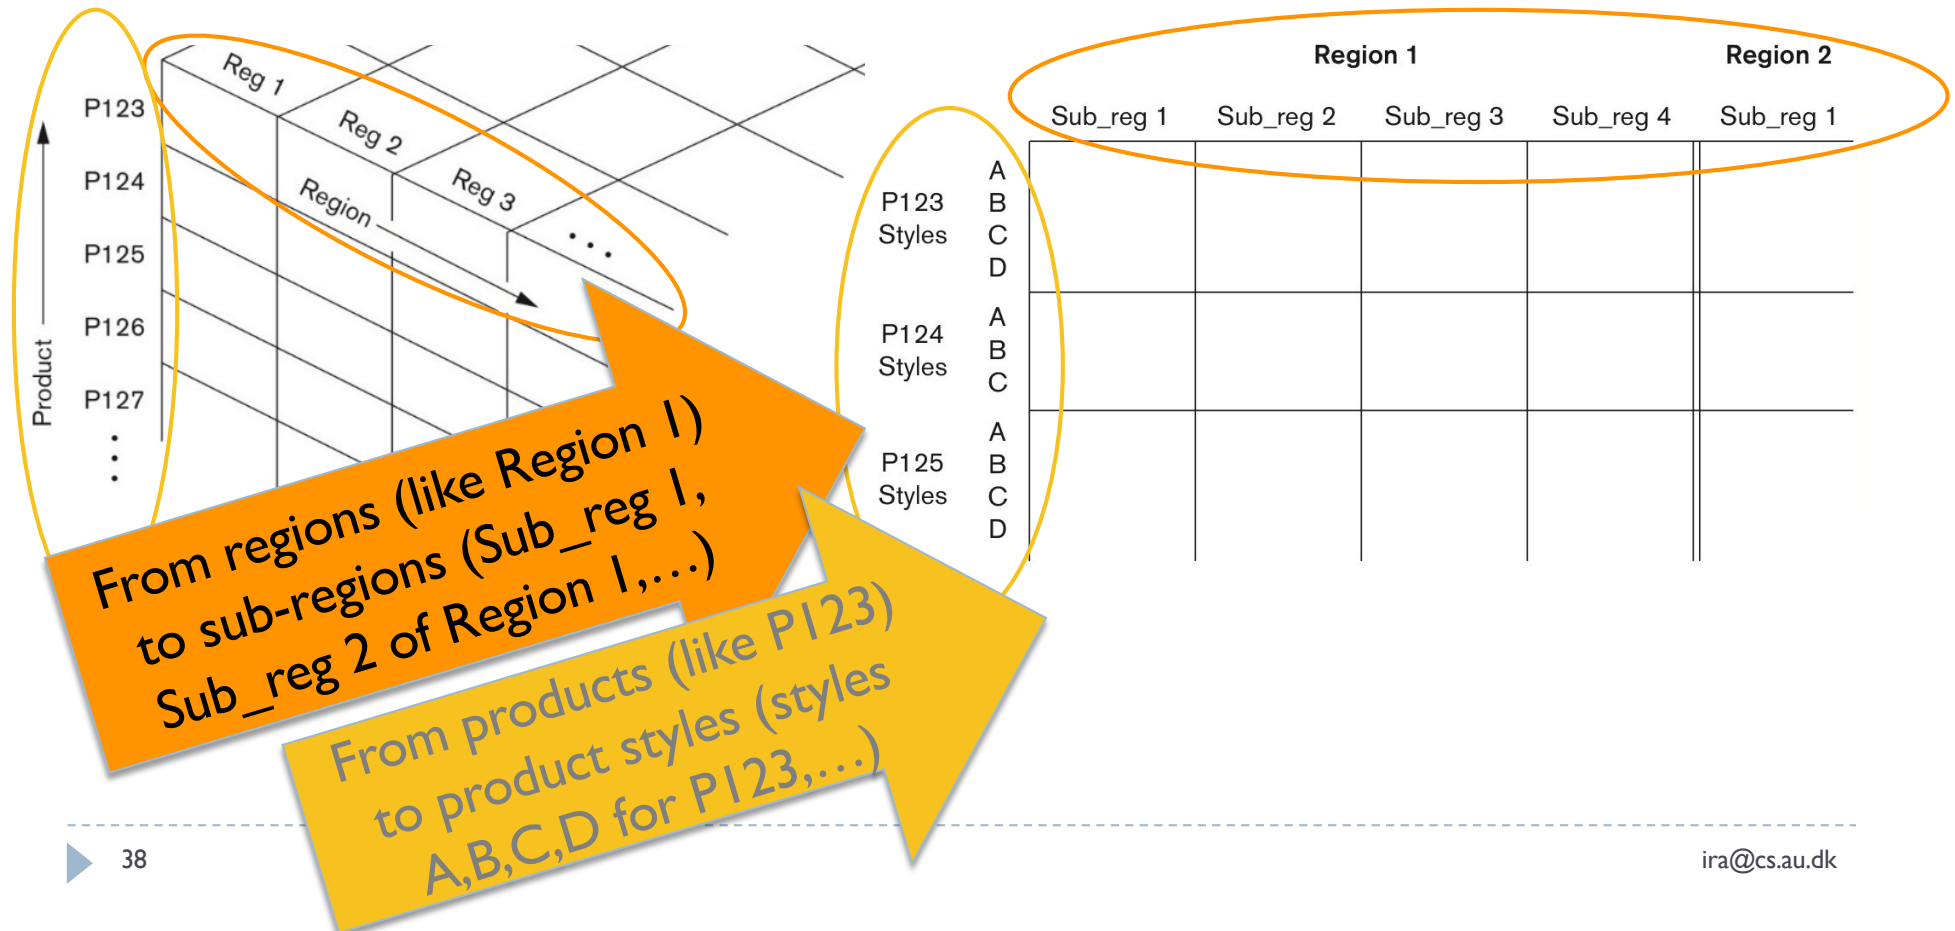 Product
P123
P124
P125
P126
P127
Reg 1
Reg 2
Reg 3
...
Region
From regions (like Region 1)
to sub-regions (Sub_reg 1,
Sub_reg 2 of Region 1,…)
From products (like P123)
to product styles (styles
A,B,C,D for P123,…)
Region 1
Region 2
Sub_reg 1
Sub_reg 2
Sub_reg 3
Sub_reg 4
Sub_reg 1
P123
Styles
A
B
C
D
P124
Styles
A
B
C
P125
Styles
A
B
C
D
38
ira@cs.au.dk